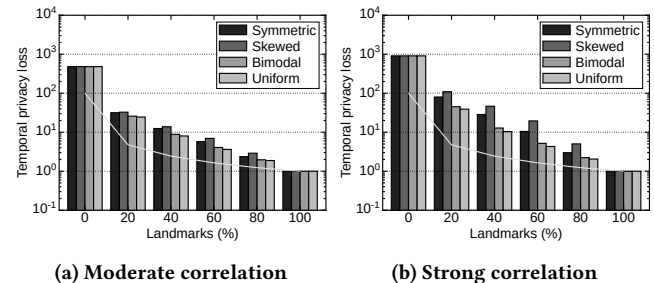 Temporal privacy loss
10^4
10^3
10^2
10^1
10^0
10^-1
Symmetric
Skewed
Bimodal
Uniform
0 20 40 60 80 100
Landmarks (%)
(a) Moderate correlation
Temporal privacy loss
10^4
10^3
10^2
10^1
10^0
10^-1
Symmetric
Skewed
Bimodal
Uniform
0 20 40 60 80 100
Landmarks (%)
(b) Strong correlation